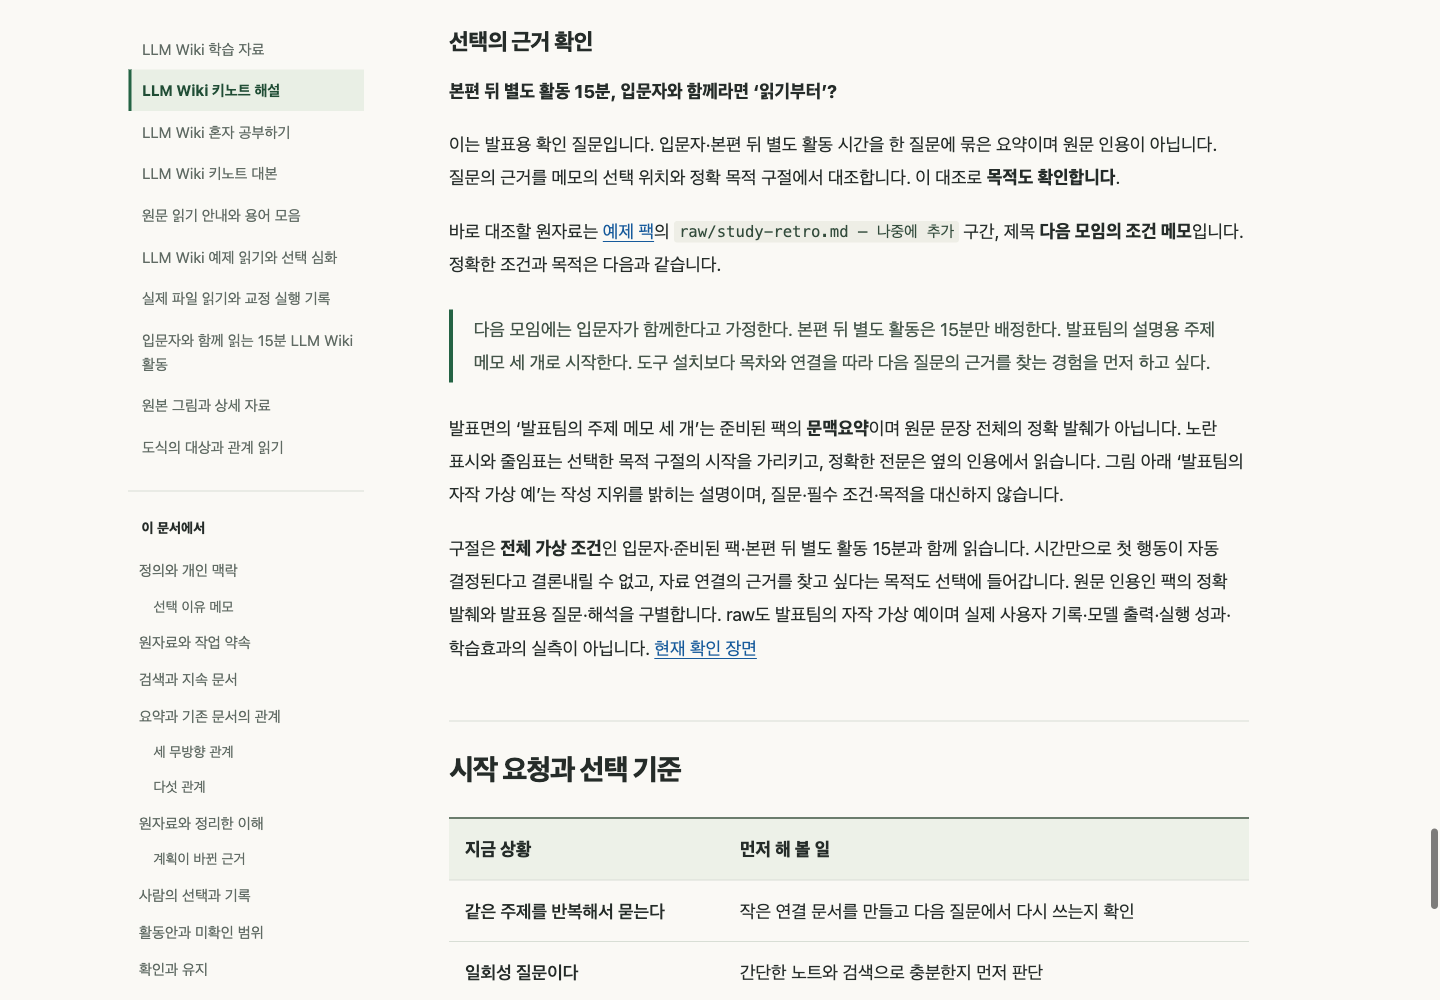 LLM Wiki 학습 자료
LLM Wiki 키노트 해설
LLM Wiki 혼자 공부하기
LLM Wiki 키노트 대본
원문 읽기 안내와 용어 모음
LLM Wiki 예제 읽기와 선택 심화
실제 파일 읽기와 교정 실행 기록
입문자와 함께 읽는 15분 LLM Wiki
활동
원본 그림과 상세 자료
도식의 대상과 관계 읽기
이 문서에서
정의와 개인 맥락
선택 이유 메모
원자료와 작업 약속
검색과 지속 문서
요약과 기존 문서의 관계
세 무방향 관계
다섯 관계
원자료와 정리한 이해
계획이 바뀐 근거
사람의 선택과 기록
활동안과 미확인 범위
확인과 유지
선택의 근거 확인
본편 뒤 별도 활동 15분, 입문자와 함께라면 ‘읽기부터’?
이는 발표용 확인 질문입니다. 입문자·본편 뒤 별도 활동 시간을 한 질문에 묶은 요약이며 원문 인용이 아닙니다.
질문의 근거를 메모의 선택 위치와 정확 목적 구절에서 대조합니다. 이 대조로 목적도 확인합니다.
바로 대조할 원자료는 예제 팩의 raw/study-retro.md — 나중에 추가 구간, 제목 다음 모임의 조건 메모입니다.
정확한 조건과 목적은 다음과 같습니다.
다음 모임에는 입문자가 함께한다고 가정한다. 본편 뒤 별도 활동은 15분만 배정한다. 발표팀의 설명용 주제
메모 세 개로 시작한다. 도구 설치보다 목차와 연결을 따라 다음 질문의 근거를 찾는 경험을 먼저 하고 싶다.
발표면의 ‘발표팀의 주제 메모 세 개’는 준비된 팩의 문맥요약이며 원문 문장 전체의 정확 발췌가 아닙니다. 노란
표시와 줄임표는 선택한 목적 구절의 시작을 가리키고, 정확한 전문은 옆의 인용에서 읽습니다. 그림 아래 ‘발표팀의
자작 가상 예’는 작성 지위를 밝히는 설명이며, 질문·필수 조건·목적을 대신하지 않습니다.
구절은 전체 가상 조건인 입문자·준비된 팩·본편 뒤 별도 활동 15분과 함께 읽습니다. 시간만으로 첫 행동이 자동
결정된다고 결론내릴 수 없고, 자료 연결의 근거를 찾고 싶다는 목적도 선택에 들어갑니다. 원문 인용인 팩의 정확
발췌와 발표용 질문·해석을 구별합니다. raw도 발표팀의 자작 가상 예이며 실제 사용자 기록·모델 출력·실행 성과·
학습효과의 실측이 아닙니다. 현재 확인 장면
시작 요청과 선택 기준
지금 상황 먼저 해 볼 일
같은 주제를 반복해서 묻는다 작은 연결 문서를 만들고 다음 질문에서 다시 쓰는지 확인
일회성 질문이다 간단한 노트와 검색으로 충분한지 먼저 판단